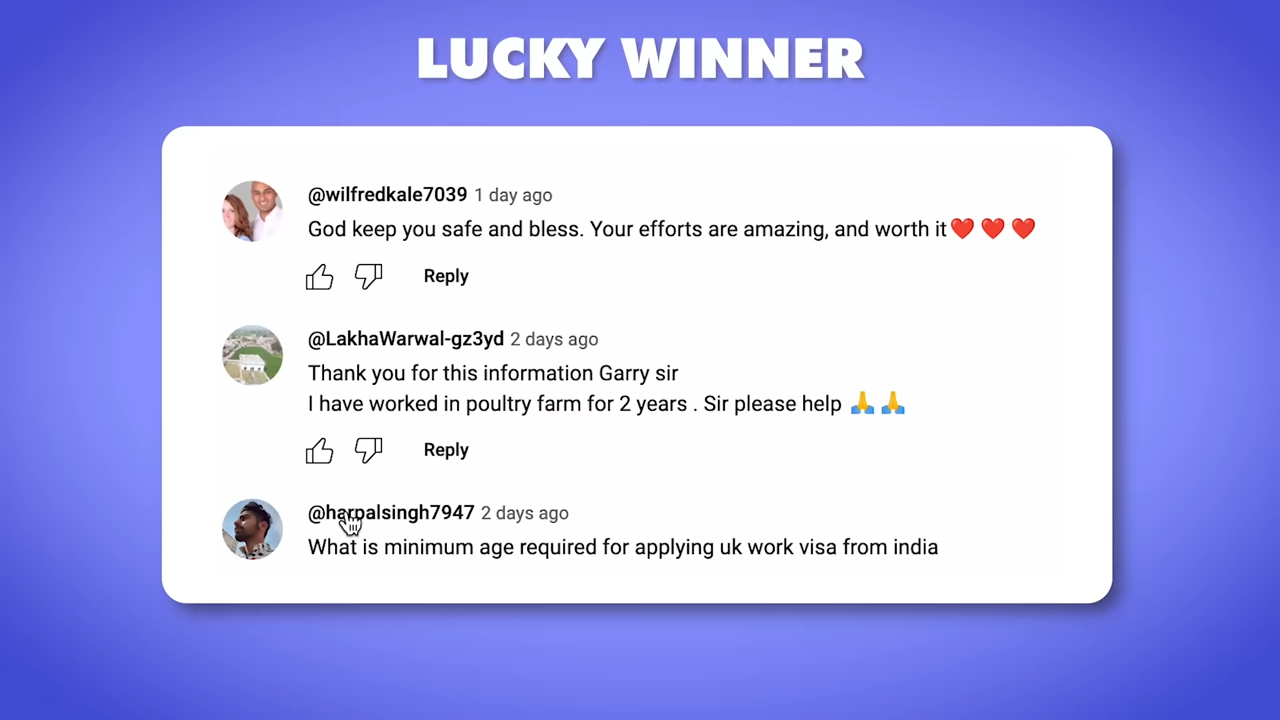 LUCKY WINNER
@wilfredkale7039 1 day ago
God keep you safe and bless. Your efforts are amazing, and worth it❤️ ❤️ ❤️
Reply
@LakhaWarwal-gz3yd 2 days ago
Thank you for this information Garry sir
I have worked in poultry farm for 2 years . Sir please help 🙏 🙏
Reply
@harpalsingh7947 2 days ago
What is minimum age required for applying uk work visa from india